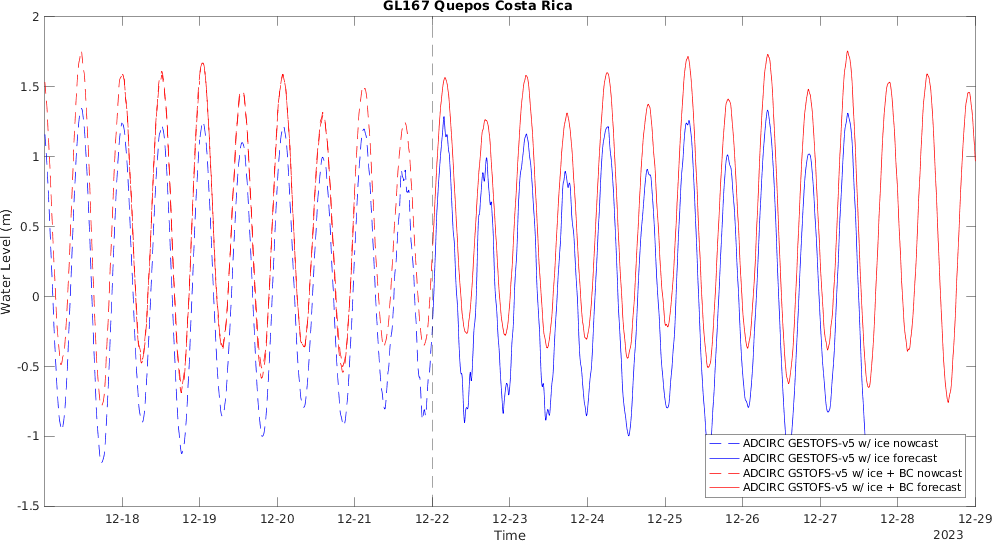 GL167 Quepos Costa Rica
Water Level (m)
2
1.5
1
0.5
0
-0.5
-1
-1.5
ADCIRC GESTOFS-v5 w/ ice nowcast
ADCIRC GESTOFS-v5 w/ ice forecast
ADCIRC GSTOFS-v5 w/ ice + BC nowcast
ADCIRC GSTOFS-v5 w/ ice + BC forecast
12-18 12-19 12-20 12-21 12-22 12-23 12-24 12-25 12-26 12-27 12-28 12-29
Time
2023